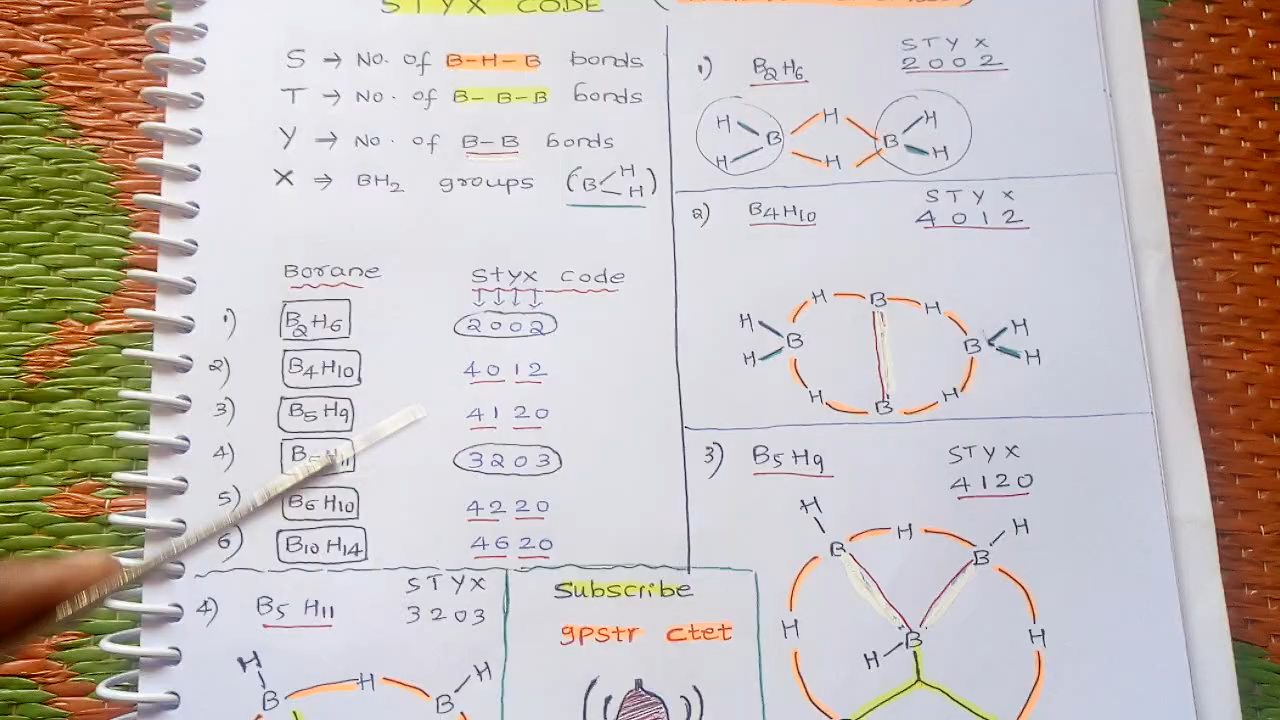 STYX CODE
S → No. of B-H-B bonds
T → No. of B-B-B bonds
Y → No. of B-B bonds
X → BH2 groups (B H H)
Borane Styx code
1) B2H6 2002
2) B4H10 4012
3) B5H9 4120
4) 3203
5) B6H10 4220
6) B10H14 4620
1) B2H6 STYX
2002
H H B H H B H H
2) B4H10 STYX
4012
H B H
H H
B B
H H
H H
B
3) B5H9 STYX
4120
H H H
B B
H H
B
H
4) B5H11 STYX
3203
H H H
B B
Subscribe
gpstr ctet